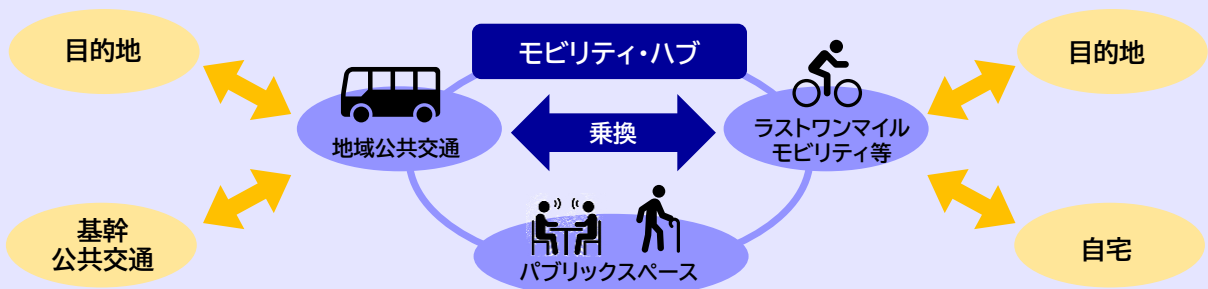 目的地
モビリティ・ハブ
目的地
地域公共交通
乗換
ラストワンマイル
モビリティ等
基幹
公共交通
パブリックスペース
自宅